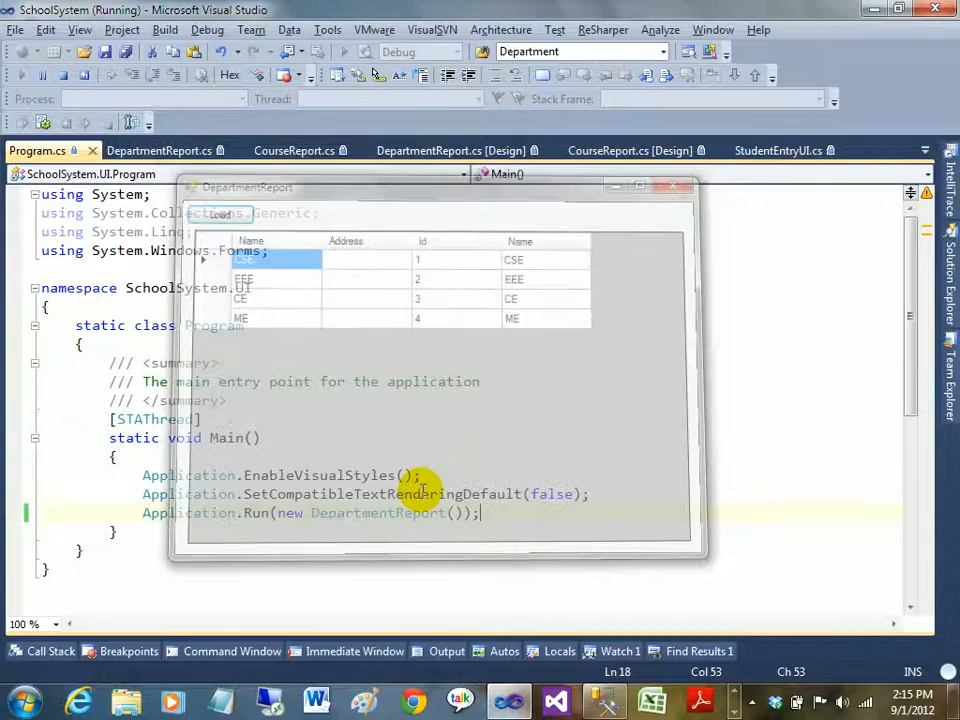 SchoolSystem (Running) - Microsoft Visual Studio
File Edit View Project Build Debug Team Data Tools VMware VisualSVN Architecture Test ReSharper Analyze Window Help
Debug Department
Hex
Process: Thread: Stack Frame:
Program.cs DepartmentReport.cs CourseReport.cs DepartmentReport.cs [Design] CourseReport.cs [Design] StudentEntryUI.cs
SchoolSystem.UI.Program Main()
DepartmentReport
Load
Name Address Id Name
CSE 1 CSE
EEE 2 EEE
CE 3 CE
ME 4 ME
using System;
using System.Collections.Generic;
using System.Linq;
using System.Windows.Forms;
namespace SchoolSystem.UI
{
static class Program
{
/// <summary>
/// The main entry point for the application
/// </summary>
[STAThread]
static void Main()
{
Application.EnableVisualStyles();
Application.SetCompatibleTextRenderingDefault(false);
Application.Run(new DepartmentReport());
}
}
}
IntelliTrace
Solution Explorer
Team Explorer
100 %
Call Stack Breakpoints Command Window Immediate Window Output Autos Locals Watch 1 Find Results 1
Ln 18 Col 53 Ch 53 INS
talk
2:15 PM
9/1/2012